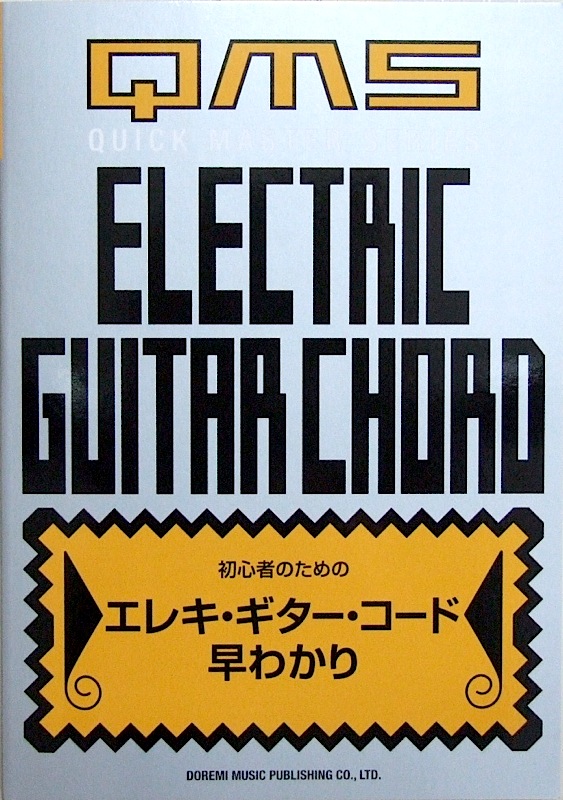 QMS
QUICK MASTER SERIES
ELECTRIC
GUITAR CHORD
初心者のための
エレキ・ギター・コード
早わかり
DOREMI MUSIC PUBLISHING CO., LTD.